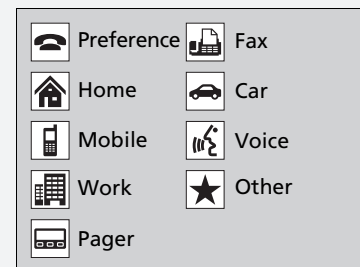 Preference
Fax
Home
Car
Mobile
Voice
Work
Other
Pager